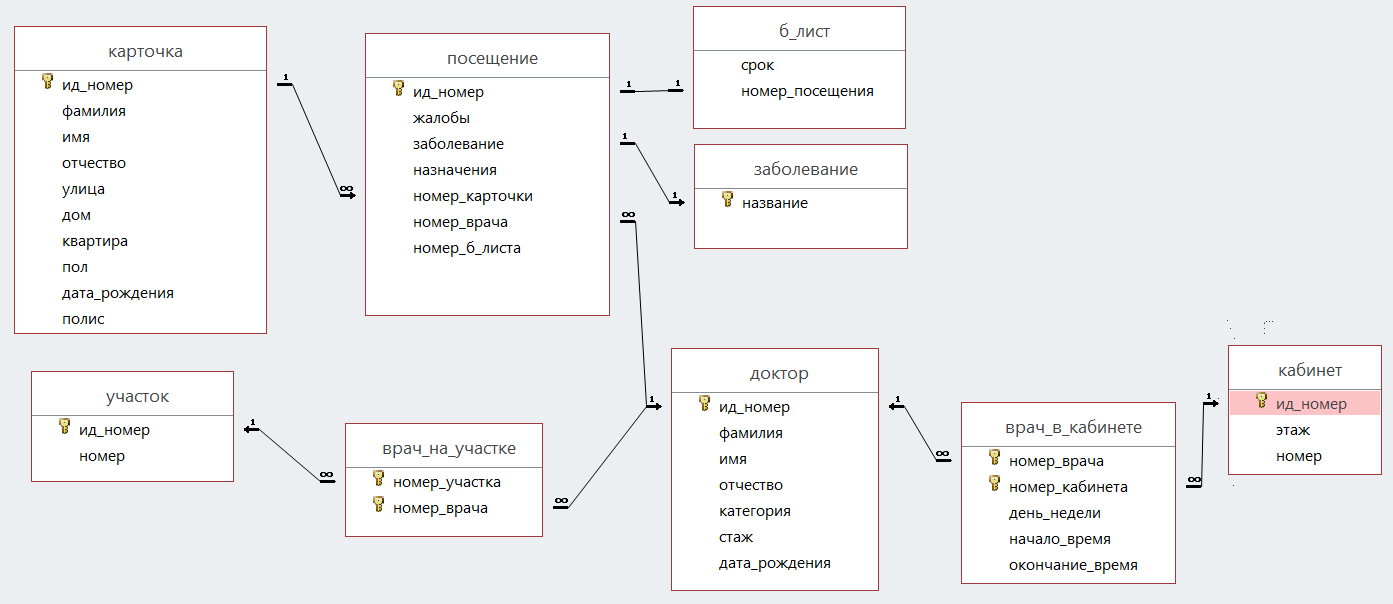 карточка
ид_номер
фамилия
имя
отчество
улица
дом
квартира
пол
дата_рождения
полис
1
∞
посещение
ид_номер
жалобы
заболевание
назначения
номер_карточки
номер_врача
номер_б_листа
1
1
б_лист
срок
номер_посещения
1
1
заболевание
название
∞
1
участок
ид_номер
номер
1
∞
врач_на_участке
номер_участка
номер_врача
∞
доктор
ид_номер
фамилия
имя
отчество
категория
стаж
дата_рождения
1
∞
врач_в_кабинете
номер_врача
номер_кабинета
день_недели
начало_время
окончание_время
∞
1
кабинет
ид_номер
этаж
номер